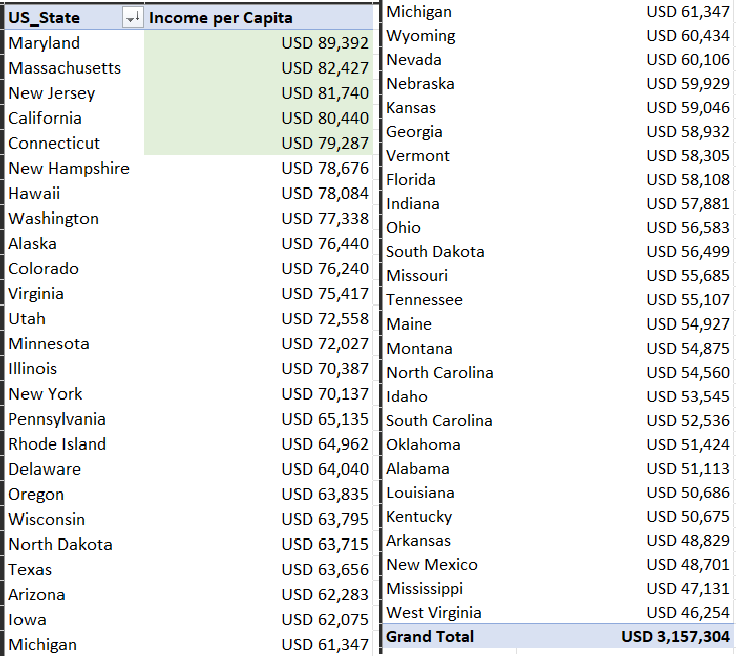 US_State Income per Capita
Maryland USD 89,392
Massachusetts USD 82,427
New Jersey USD 81,740
California USD 80,440
Connecticut USD 79,287
New Hampshire USD 78,676
Hawaii USD 78,084
Washington USD 77,338
Alaska USD 76,440
Colorado USD 76,240
Virginia USD 75,417
Utah USD 72,558
Minnesota USD 72,027
Illinois USD 70,387
New York USD 70,137
Pennsylvania USD 65,135
Rhode Island USD 64,962
Delaware USD 64,040
Oregon USD 63,835
Wisconsin USD 63,795
North Dakota USD 63,715
Texas USD 63,656
Arizona USD 62,283
Iowa USD 62,075
Michigan USD 61,347
Michigan USD 61,347
Wyoming USD 60,434
Nevada USD 60,106
Nebraska USD 59,929
Kansas USD 59,046
Georgia USD 58,932
Vermont USD 58,305
Florida USD 58,108
Indiana USD 57,881
Ohio USD 56,583
South Dakota USD 56,499
Missouri USD 55,685
Tennessee USD 55,107
Maine USD 54,927
Montana USD 54,875
North Carolina USD 54,560
Idaho USD 53,545
South Carolina USD 52,536
Oklahoma USD 51,424
Alabama USD 51,113
Louisiana USD 50,686
Kentucky USD 50,675
Arkansas USD 48,829
New Mexico USD 48,701
Mississippi USD 47,131
West Virginia USD 46,254
Grand Total USD 3,157,304